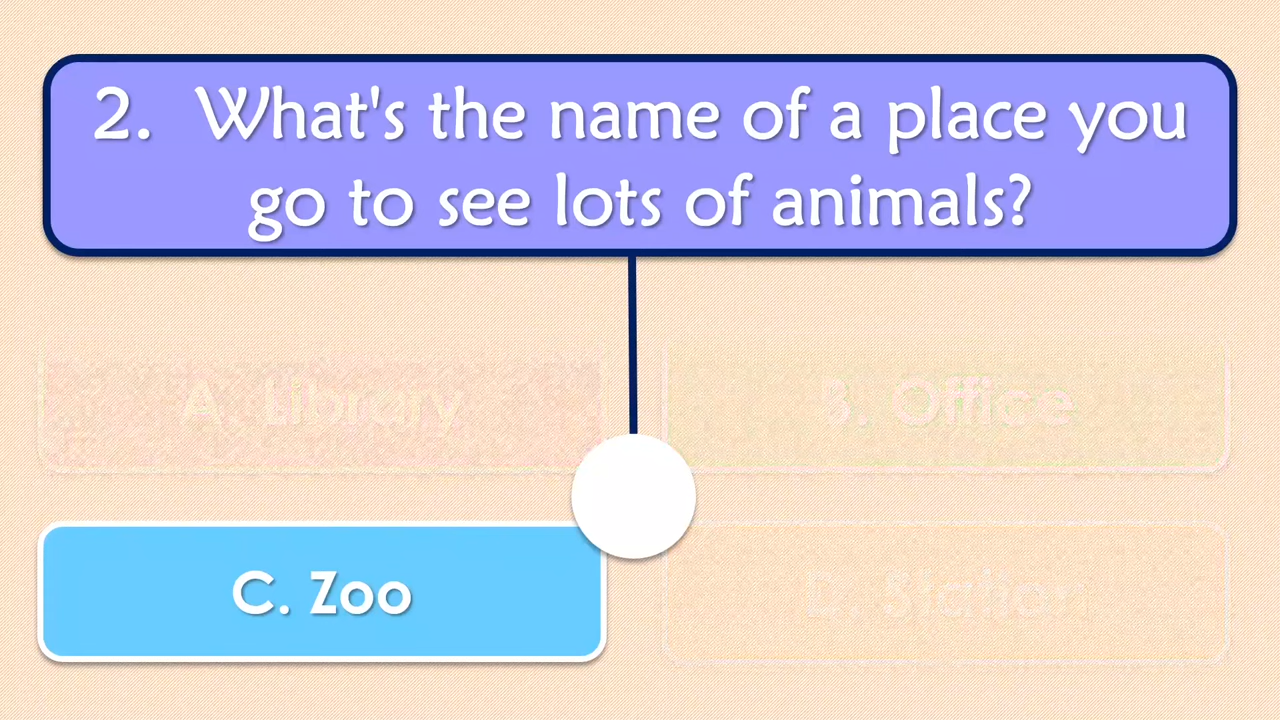 2. What's the name of a place you
go to see lots of animals?
A. Library
B. Office
C. Zoo
D. Station